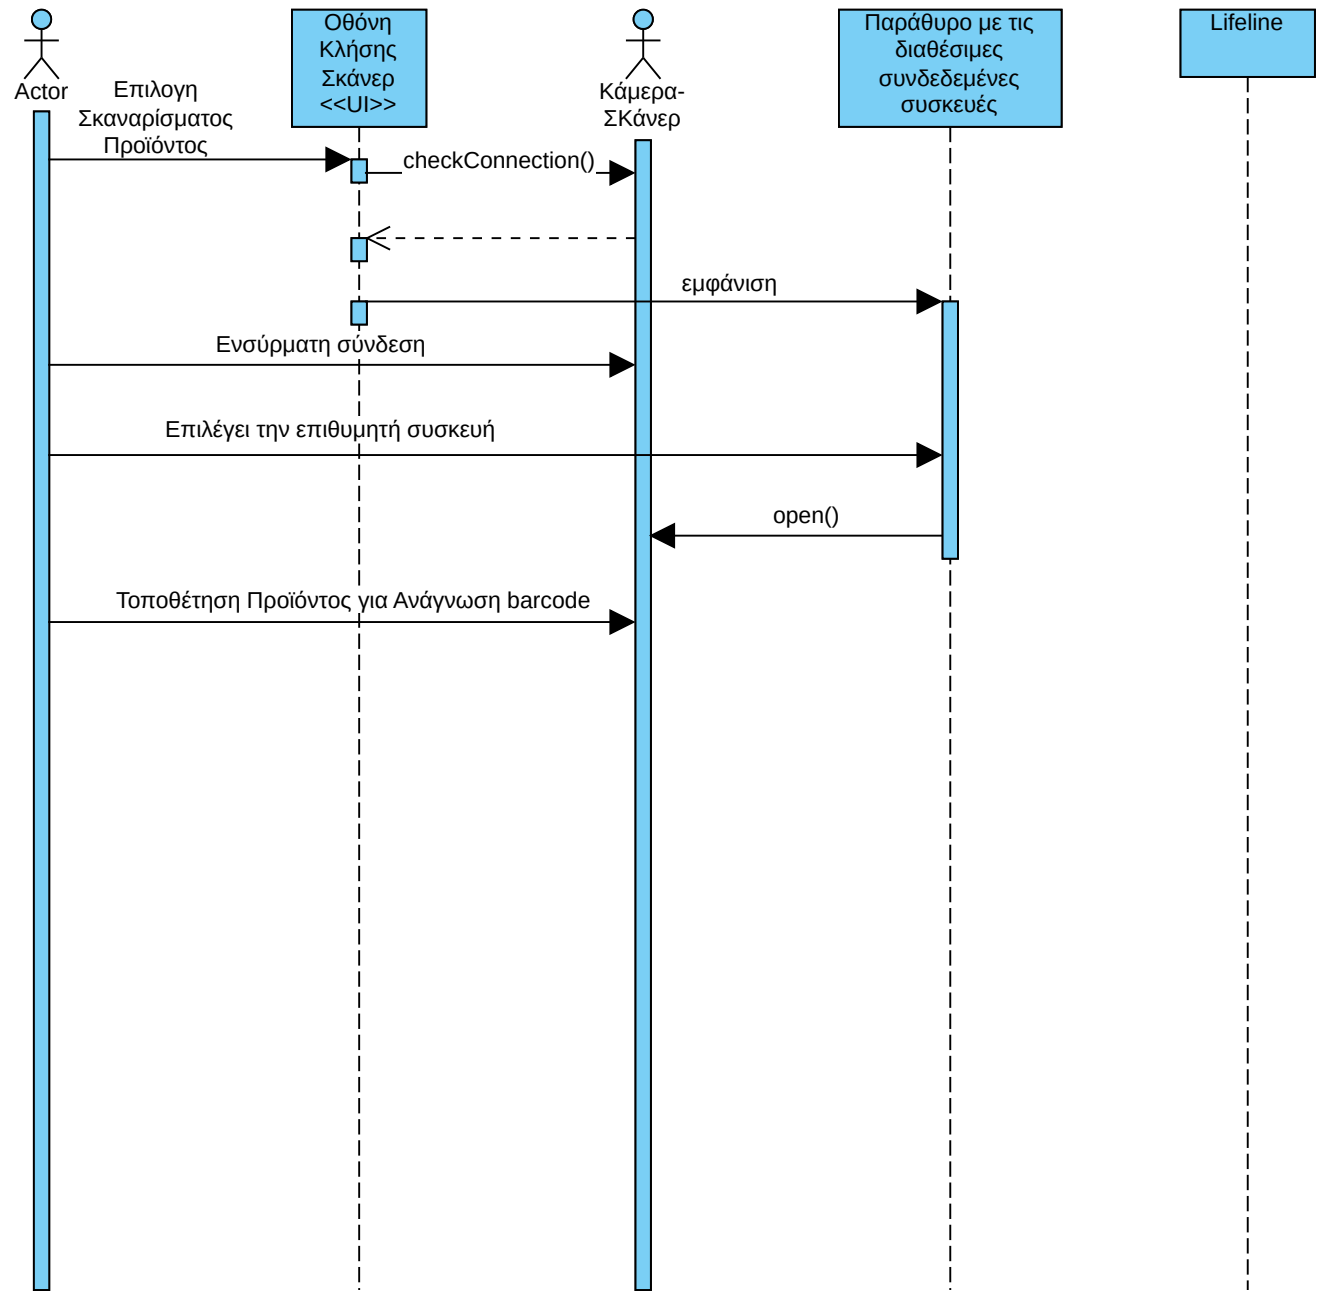 Actor
Οθόνη
Κλήσης
Σκάνερ
<<UI>>
Κάμερα-
ΣΚάνερ
Παράθυρο με τις
διαθέσιμες
συνδεδεμένες
συσκευές
Lifeline
Επιλογη
Σκαναρίσματος
Προϊόντος
checkConnection()
εμφάνιση
Ενσύρματη σύνδεση
Επιλέγει την επιθυμητή συσκευή
open()
Τοποθέτηση Προϊόντος για Ανάγνωση barcode